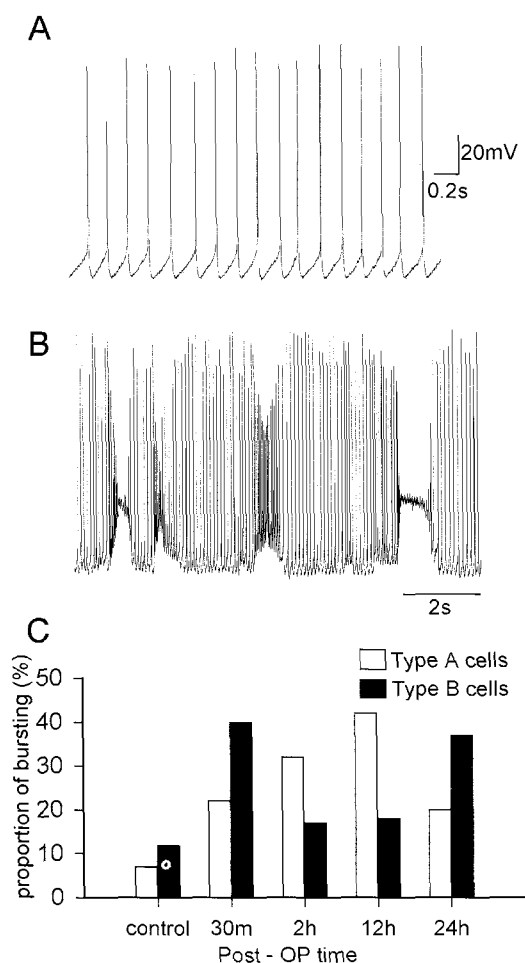 A
20mV
0.2s
B
2s
C
Type A cells
Type B cells
proportion of bursting (%)
50
40
30
20
10
0
control 30m 2h 12h 24h
Post - OP time